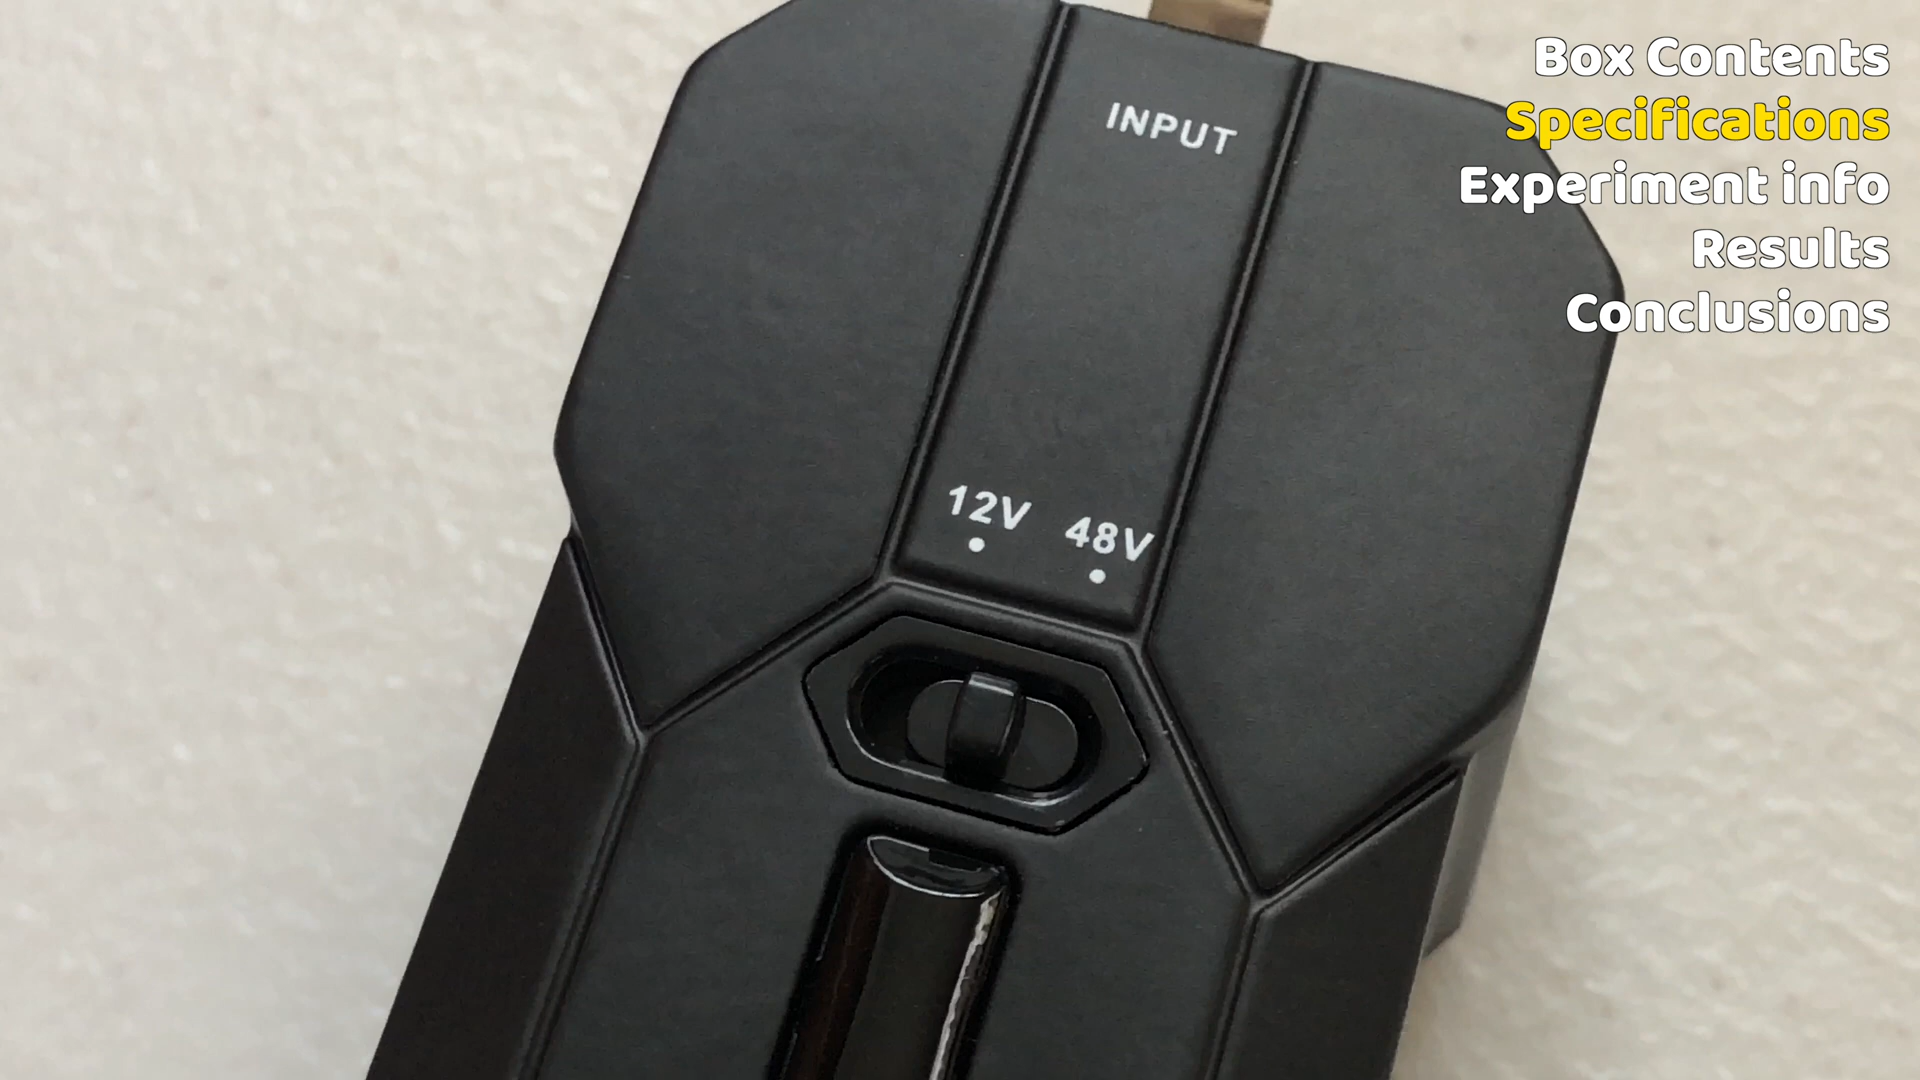 INPUT
12V 48V
Box Contents
Specifications
Experiment info
Results
Conclusions